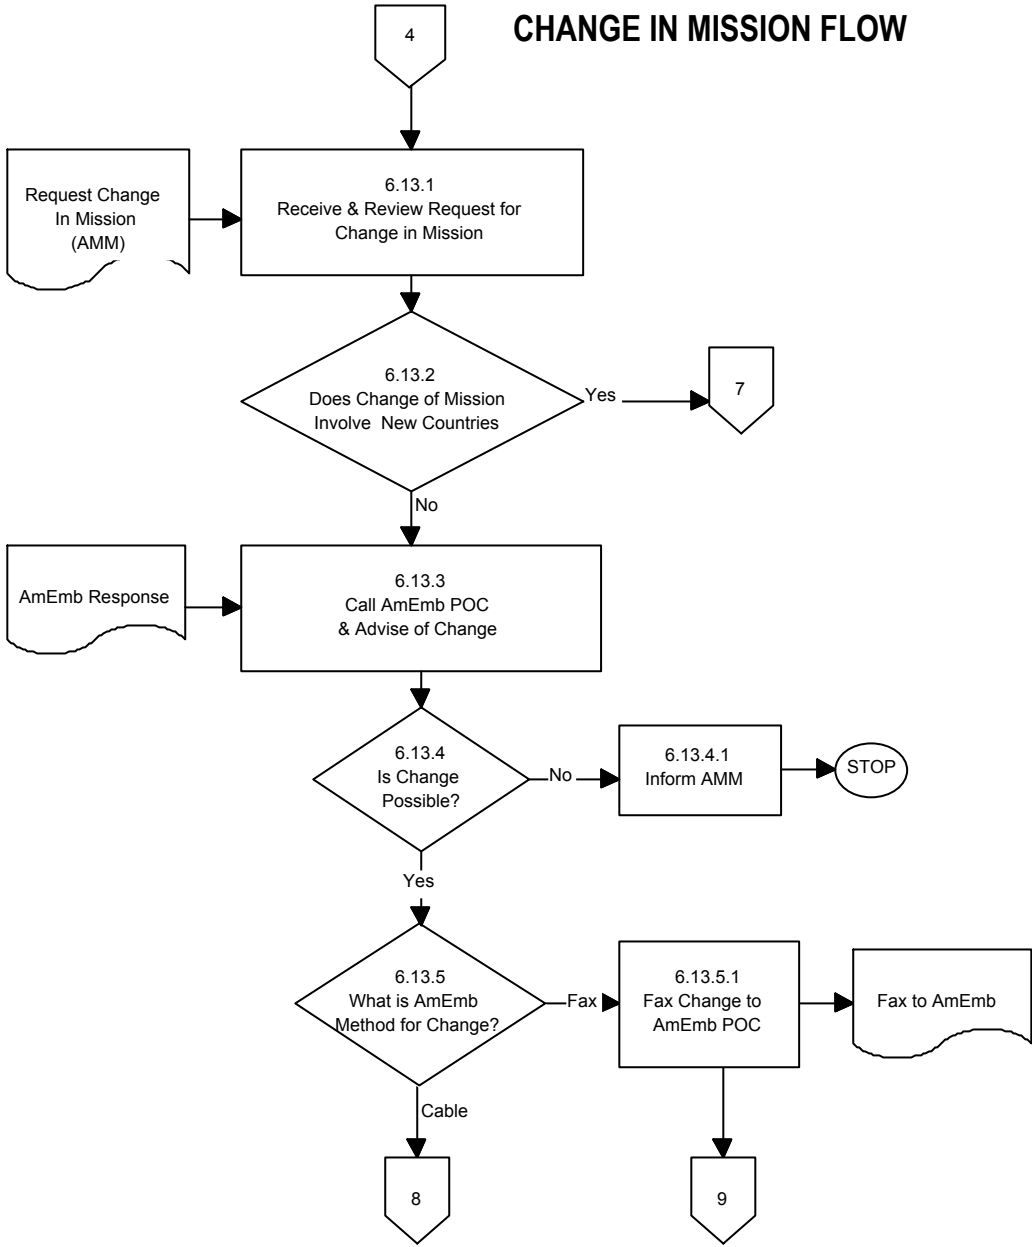 4
CHANGE IN MISSION FLOW
Request Change
In Mission
(AMM)
6.13.1
Receive & Review Request for
Change in Mission
6.13.2
Does Change of Mission
Involve New Countries
Yes
7
No
AmEmb Response
6.13.3
Call AmEmb POC
& Advise of Change
6.13.4
Is Change
Possible?
No
6.13.4.1
Inform AMM
STOP
Yes
6.13.5
What is AmEmb
Method for Change?
Fax
6.13.5.1
Fax Change to
AmEmb POC
Fax to AmEmb
Cable
8
9